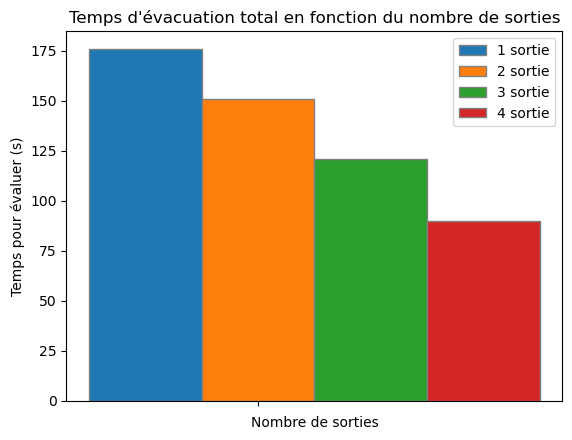 Temps d'évacuation total en fonction du nombre de sorties
1 sortie
2 sortie
3 sortie
4 sortie
Temps pour évaluer (s)
175
150
125
100
75
50
25
0
Nombre de sorties